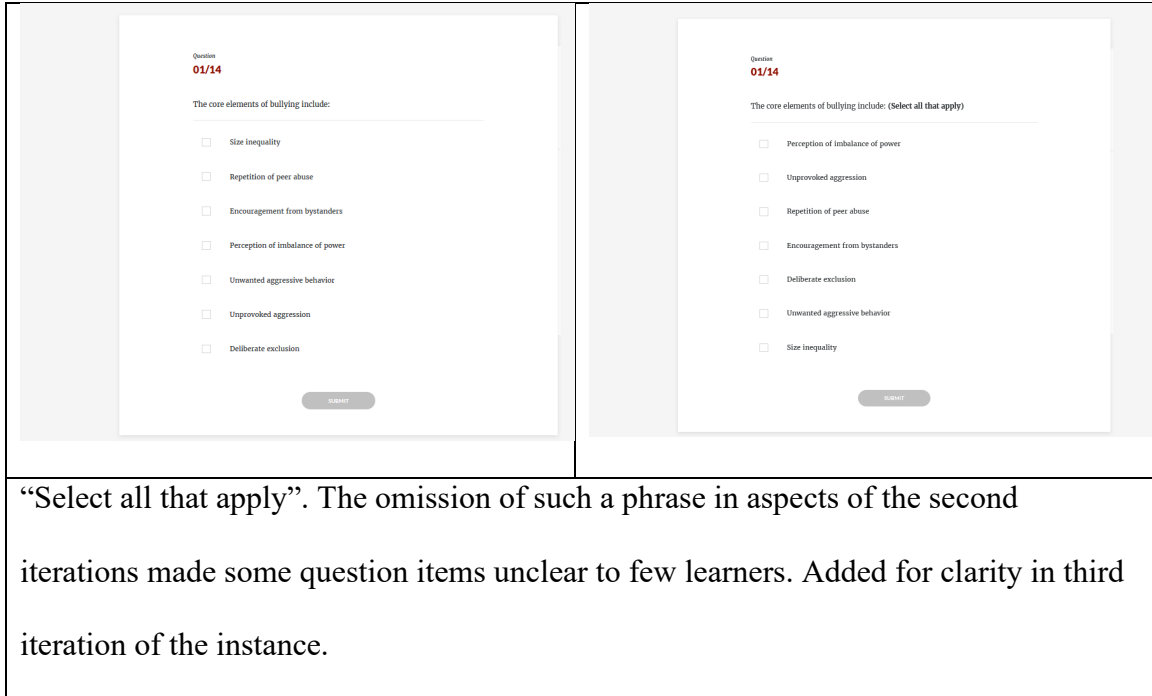 Question
01/14
The core elements of bullying include:
Size inequality
Repetition of peer abuse
Encouragement from bystanders
Perception of imbalance of power
Unwanted aggressive behavior
Unprovoked aggression
Deliberate exclusion
SUBMIT
Question
01/14
The core elements of bullying include: (Select all that apply)
Perception of imbalance of power
Unprovoked aggression
Repetition of peer abuse
Encouragement from bystanders
Deliberate exclusion
Unwanted aggressive behavior
Size inequality
SUBMIT
“Select all that apply”. The omission of such a phrase in aspects of the second
iterations made some question items unclear to few learners. Added for clarity in third
iteration of the instance.